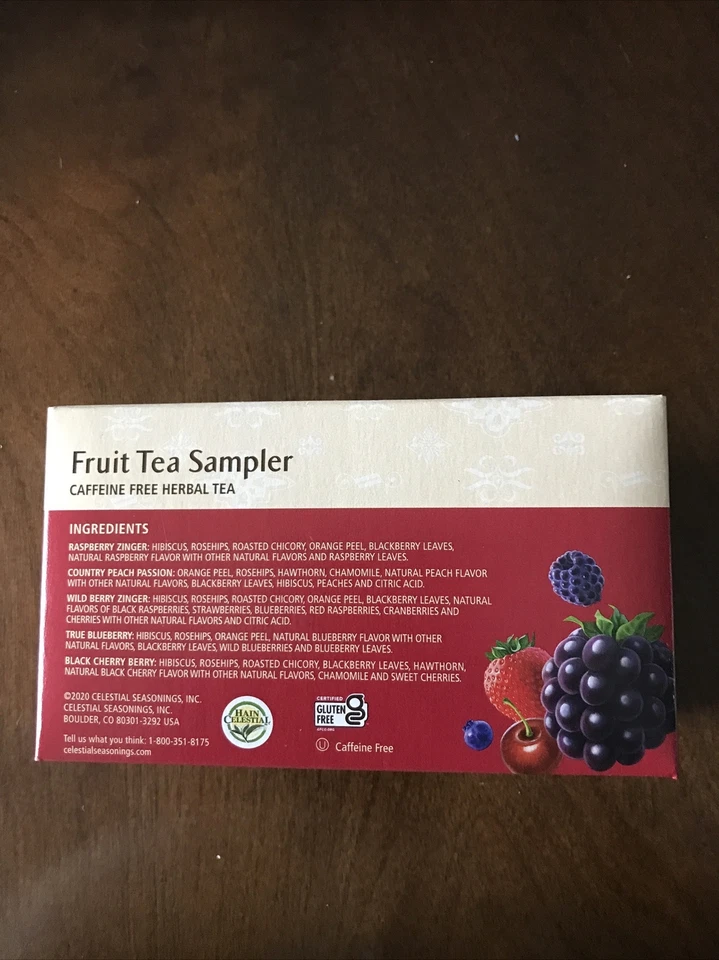 Fruit Tea Sampler
CAFFEINE FREE HERBAL TEA
INGREDIENTS
RASPBERRY ZINGER: HIBISCUS, ROSEHIPS, ROASTED CHICORY, ORANGE PEEL, BLACKBERRY LEAVES,
NATURAL RASPBERRY FLAVOR WITH OTHER NATURAL FLAVORS AND RASPBERRY LEAVES.
COUNTRY PEACH PASSION: ORANGE PEEL, ROSEHIPS, HAWTHORN, CHAMOMILE, NATURAL PEACH FLAVOR
WITH OTHER NATURAL FLAVORS, BLACKBERRY LEAVES, HIBISCUS, PEACHES AND CITRIC ACID.
WILD BERRY ZINGER: HIBISCUS, ROSEHIPS, ROASTED CHICORY, ORANGE PEEL, BLACKBERRY LEAVES, NATURAL
FLAVORS OF BLACK RASPBERRIES, STRAWBERRIES, BLUEBERRIES, RED RASPBERRIES, CRANBERRIES AND
CHERRIES WITH OTHER NATURAL FLAVORS AND CITRIC ACID.
TRUE BLUEBERRY: HIBISCUS, ROSEHIPS, ORANGE PEEL, NATURAL BLUEBERRY FLAVOR WITH OTHER
NATURAL FLAVORS, BLACKBERRY LEAVES, WILD BLUEBERRIES AND BLUEBERRY LEAVES.
BLACK CHERRY BERRY: HIBISCUS, ROSEHIPS, ROASTED CHICORY, BLACKBERRY LEAVES, HAWTHORN,
NATURAL BLACK CHERRY FLAVOR WITH OTHER NATURAL FLAVORS, CHAMOMILE AND SWEET CHERRIES.
©2020 CELESTIAL SEASONINGS, INC.
CELESTIAL SEASONINGS, INC.
BOULDER, CO 80301-3292 USA
Tell us what you think: 1-800-351-8175
celestialseasonings.com
HAIN
CELESTIAL
CERTIFIED
GLUTEN
FREE
U Caffeine Free